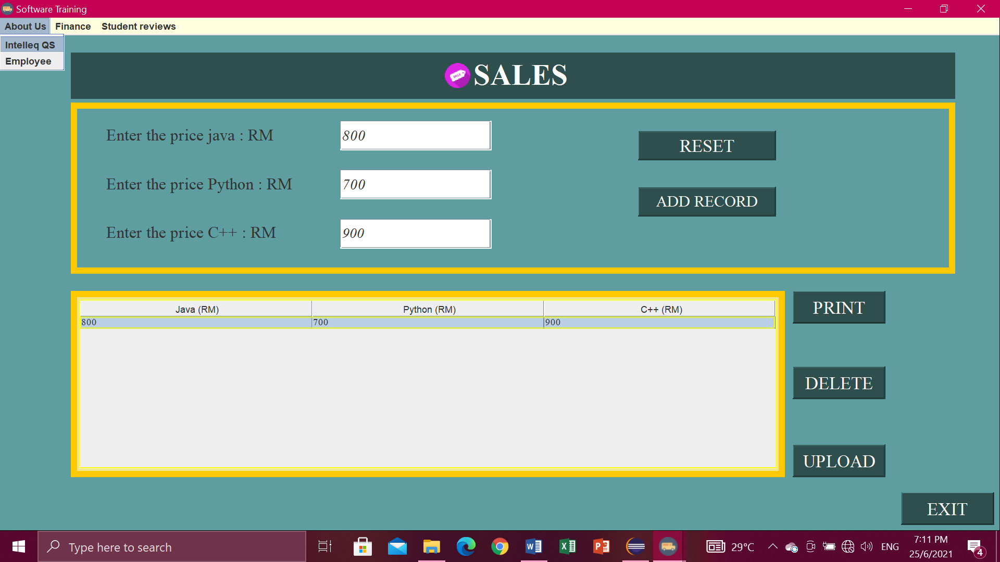 Software Training
About Us Finance Student reviews
Intelleq QS
Employee
SALES
Enter the price java : RM 800
RESET
Enter the price Python : RM 700
ADD RECORD
Enter the price C++ : RM 900
Java (RM) Python (RM) C++ (RM)
800 700 900
PRINT
DELETE
UPLOAD
EXIT
Type here to search
29°C
ENG
7:11 PM
25/6/2021
4